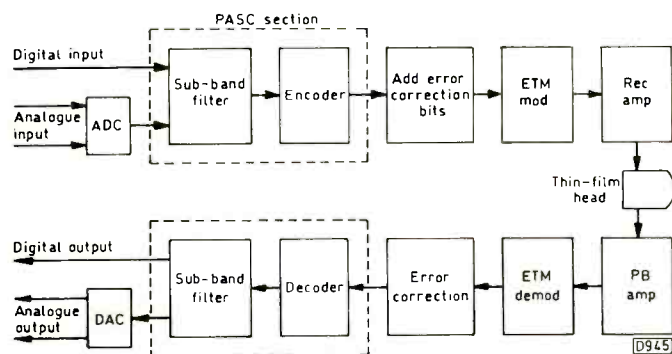 PASC section
Digital input
Analogue
input
ADC
Sub-band
filter
Encoder
Add error
correction
bits
ETM
mod
Rec
amp
Thin-film
head
Digital output
Analogue
output
DAC
Sub-band
filter
Decoder
Error
correction
ETM
demod
PB
amp
D945